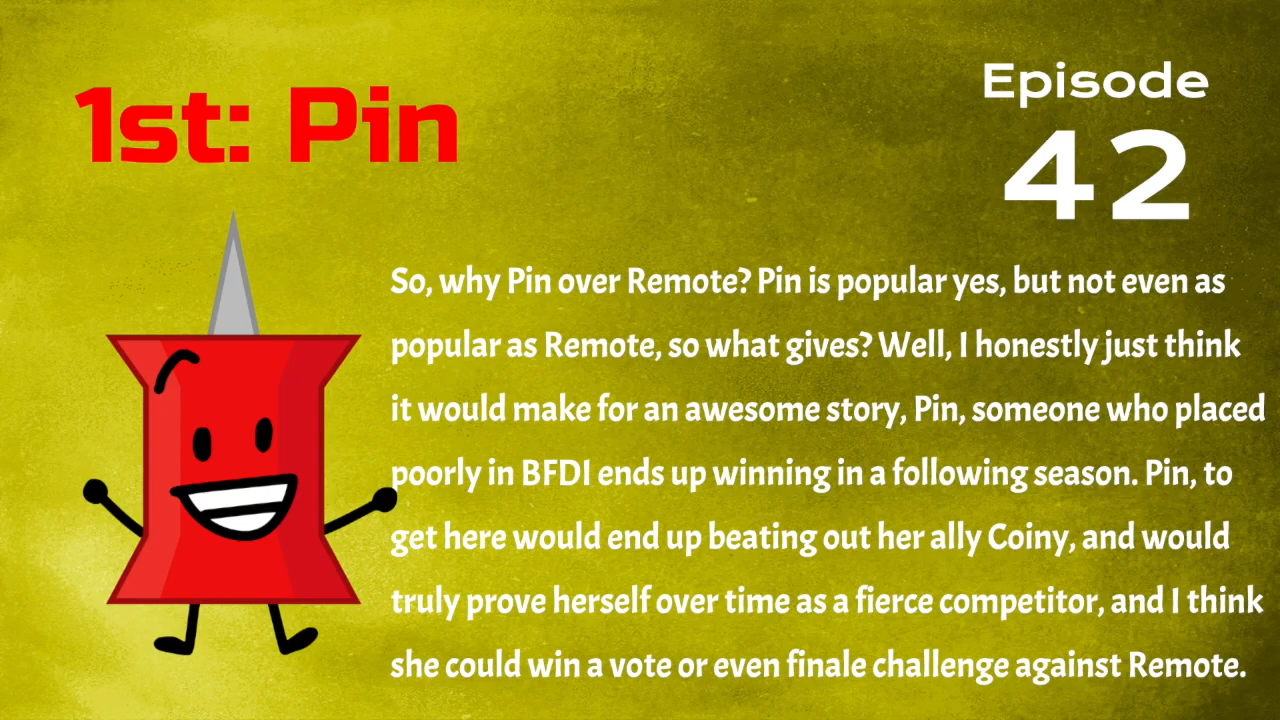 1st: Pin
Episode
42
So, why Pin over Remote? Pin is popular yes, but not even as
popular as Remote, so what gives? Well, I honestly just think
it would make for an awesome story, Pin, someone who placed
poorly in BFDI ends up winning in a following season. Pin, to
get here would end up beating out her ally Coiny, and would
truly prove herself over time as a fierce competitor, and I think
she could win a vote or even finale challenge against Remote.